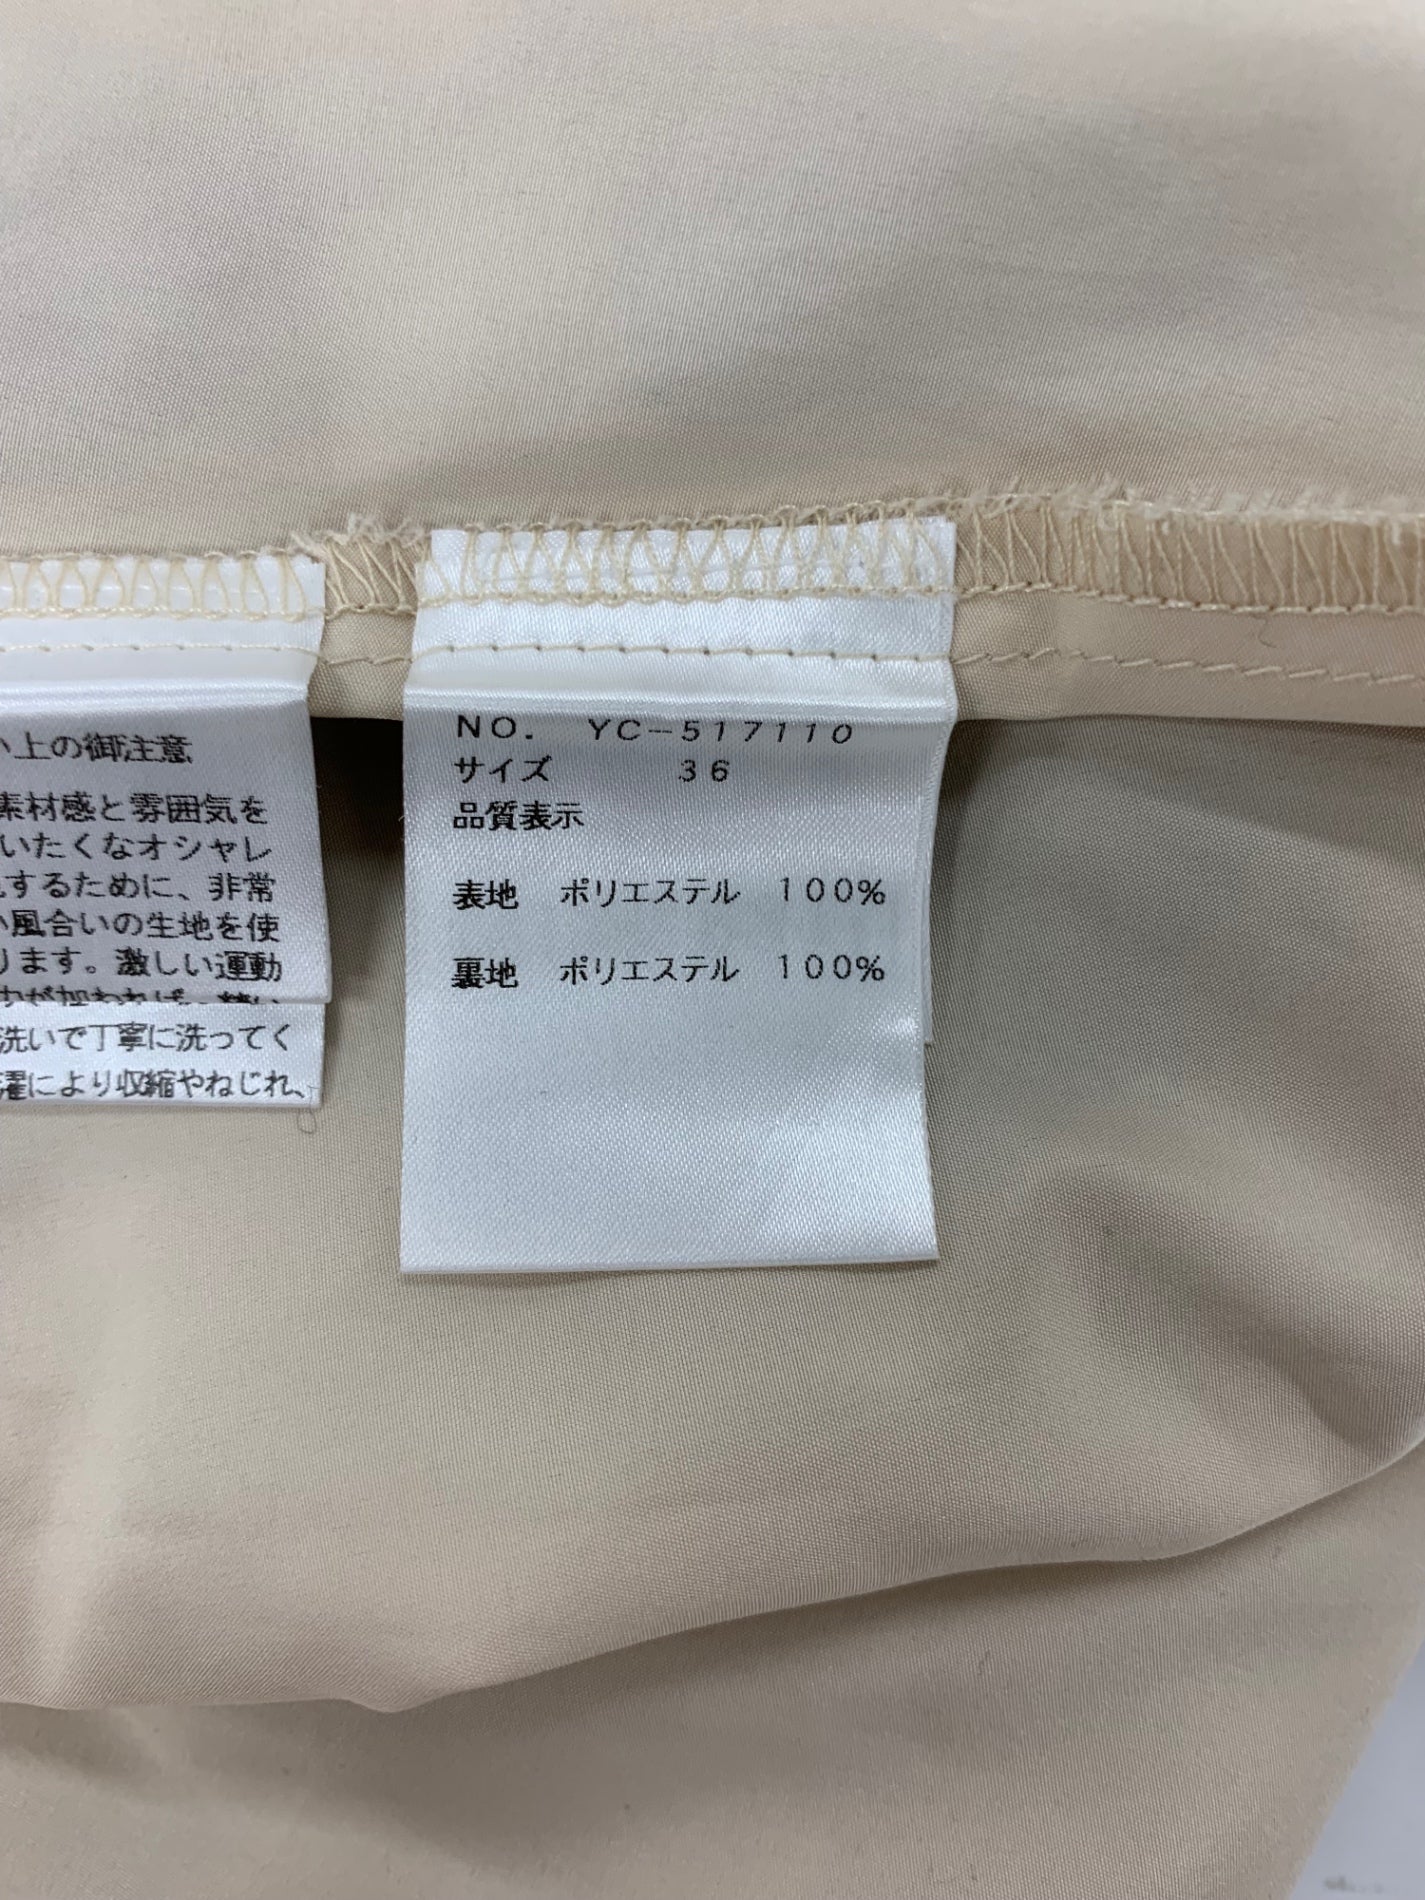 い上の御注意
素材感と雰囲気を
いたくなオシャレ
するために、非常
い風合いの生地を使
ります。激しい運動
洗いで丁寧に洗ってく
濯により収縮やねじれ、
NO. YC-517110
サイズ 36
品質表示
表地 ポリエステル 100%
裏地 ポリエステル 100%